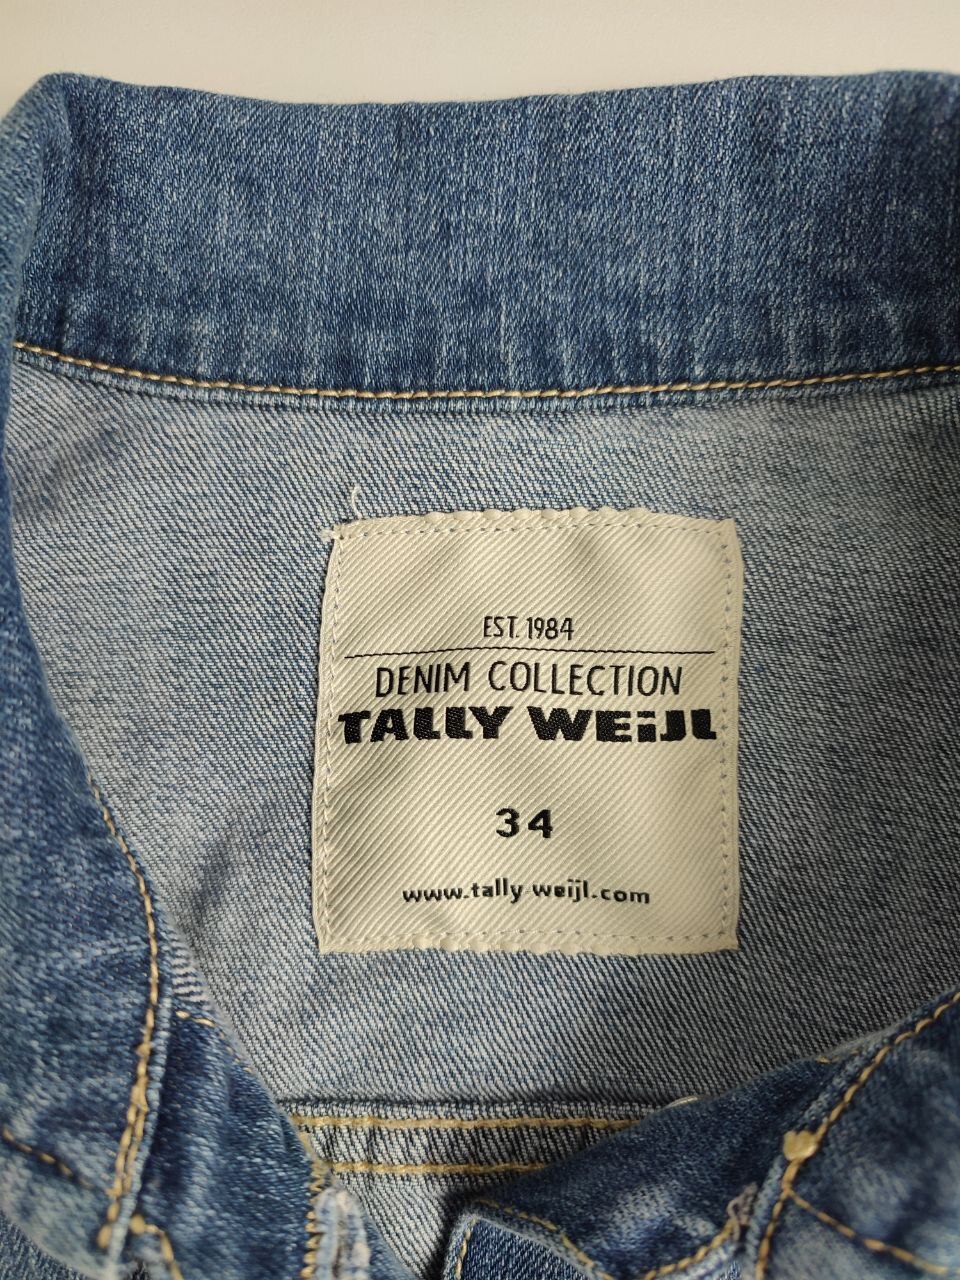 EST. 1984
DENIM COLLECTION
TALLY WEiJL
34
www.tally-weijl.com